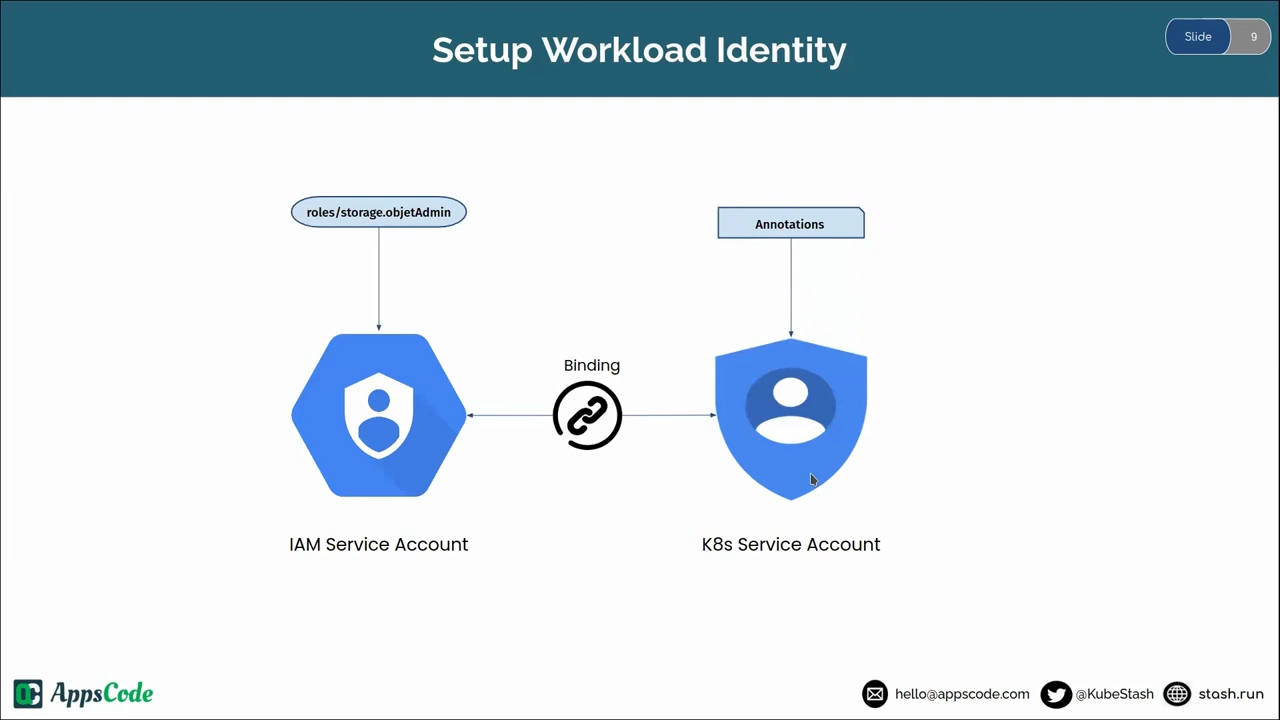 Setup Workload Identity
Slide 9
roles/storage.objetAdmin
Annotations
Binding
IAM Service Account
K8s Service Account
AppsCode
hello@appscode.com
@KubeStash
stash.run